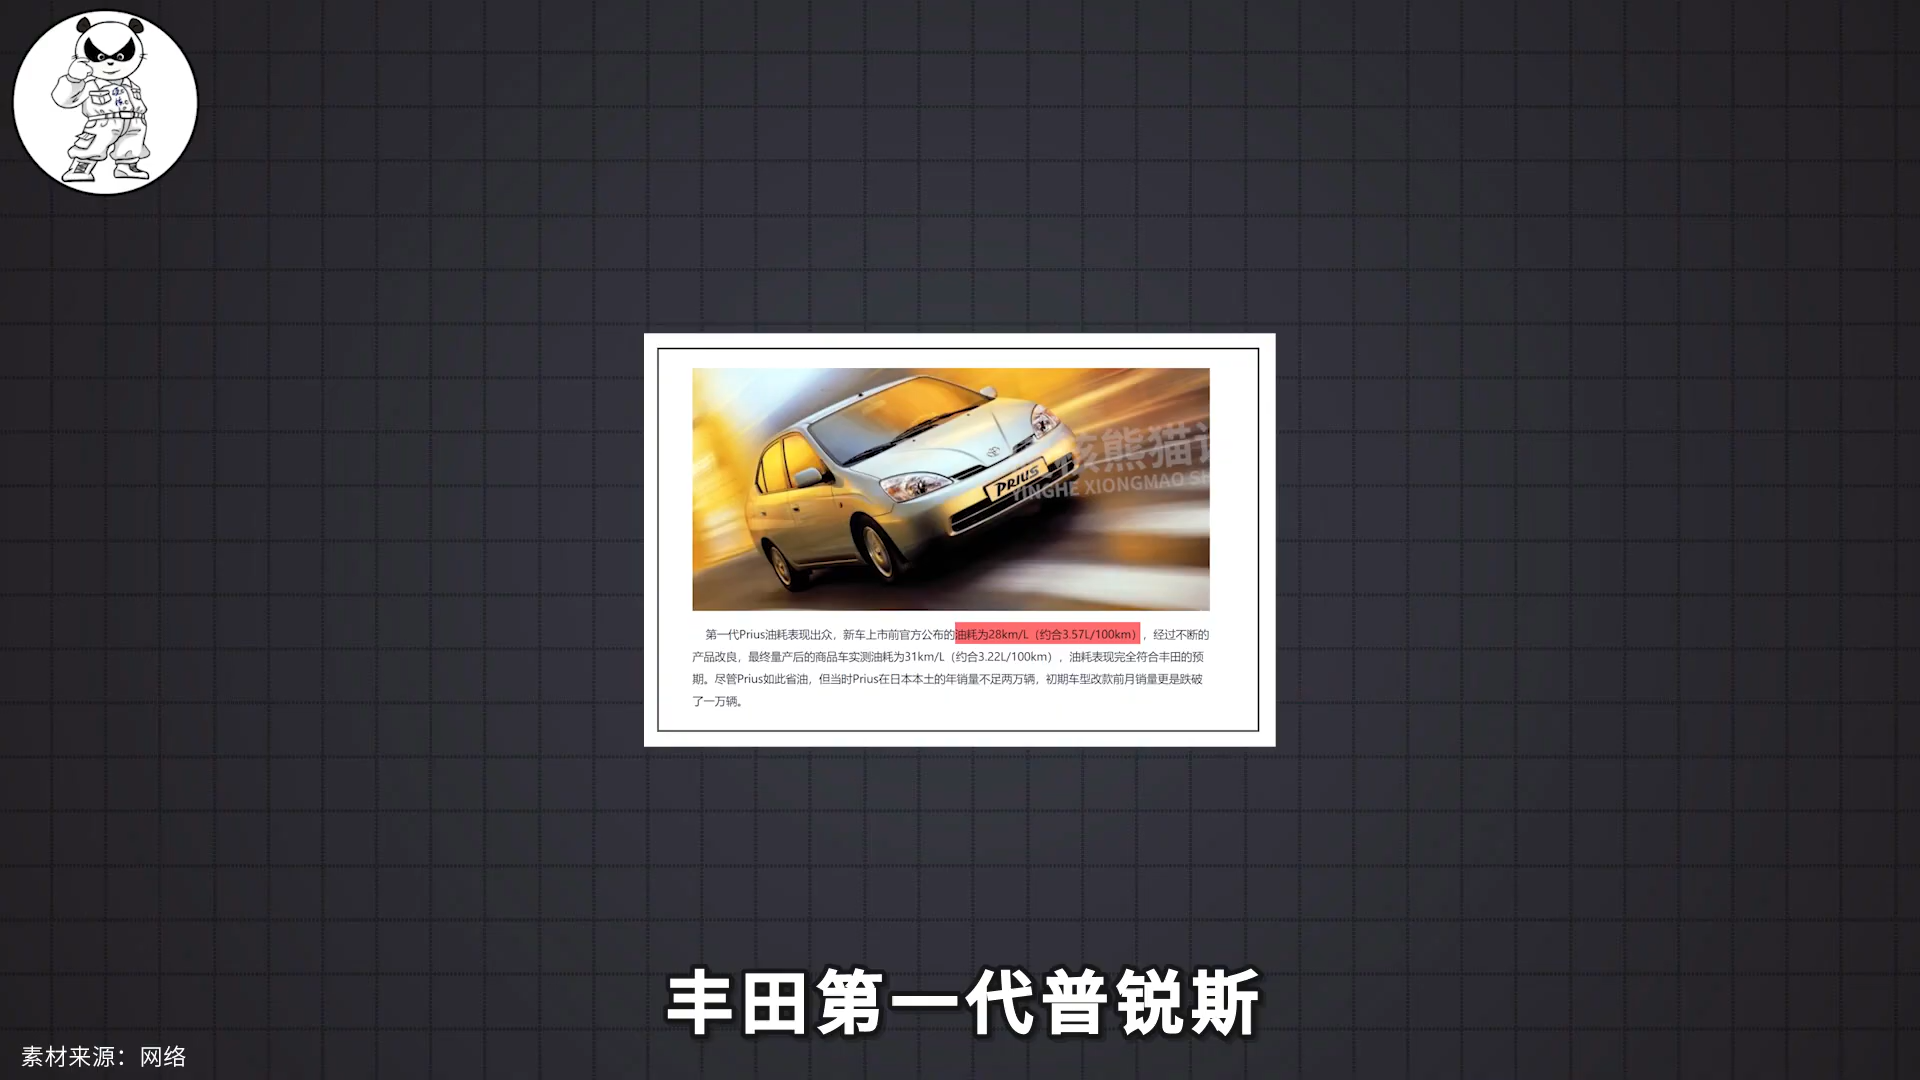 PRIUS
核熊猫
YINGHE XIONGMAO SH
第一代Prius油耗表现出众，新车上市前官方公布的油耗为28km/L（约合3.57L/100km），经过不断的
产品改良，最终量产后的商品车实测油耗为31km/L（约合3.22L/100km），油耗表现完全符合丰田的预
期。尽管Prius如此省油，但当时Prius在日本本土的年销量不足两万辆，初期车型改款前月销量更是跌破
了一万辆。
丰田第一代普锐斯
素材来源：网络